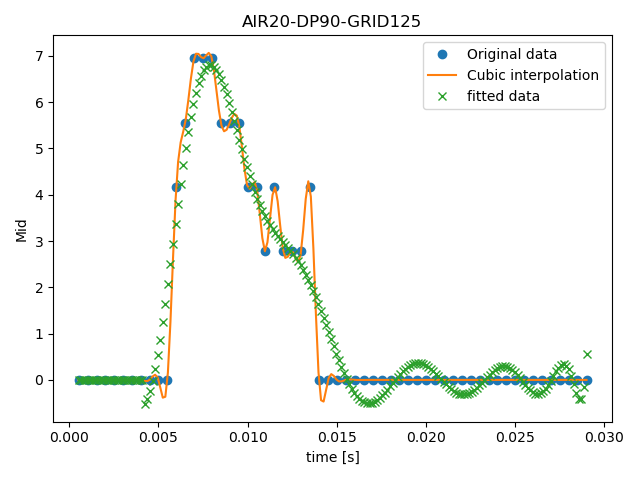 AIR20-DP90-GRID125
Original data
Cubic interpolation
fitted data
7
6
5
4
3
2
1
0
Mid
0.000
0.005
0.010
0.015
0.020
0.025
0.030
time [s]